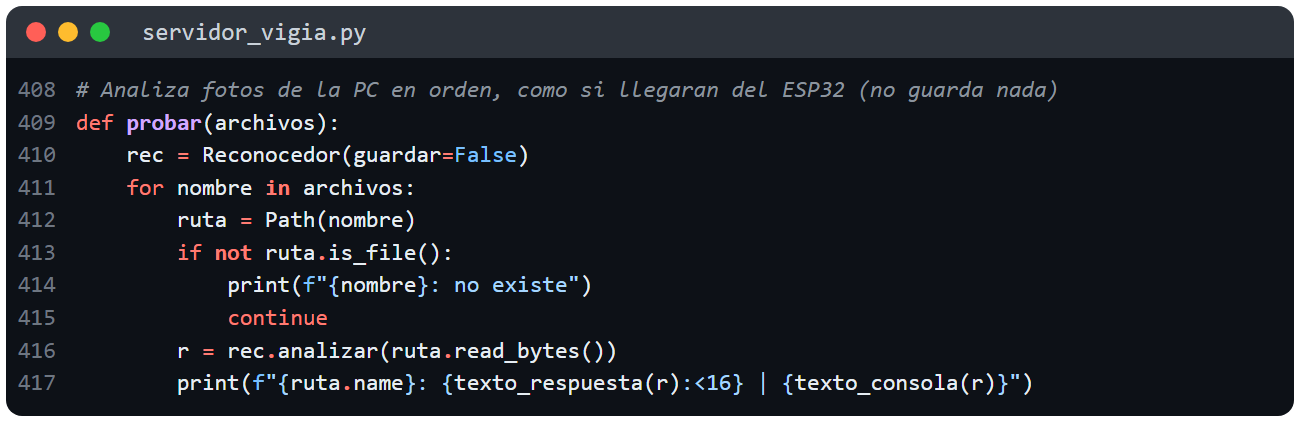 servidor_vigia.py
408 # Analiza fotos de la PC en orden, como si llegaran del ESP32 (no guarda nada)
409 def probar(archivos):
410     rec = Reconocedor(guardar=False)
411     for nombre in archivos:
412         ruta = Path(nombre)
413         if not ruta.is_file():
414             print(f"{nombre}: no existe")
415             continue
416         r = rec.analizar(ruta.read_bytes())
417         print(f"{ruta.name}: {texto_respuesta(r):<16} | {texto_consola(r)}")